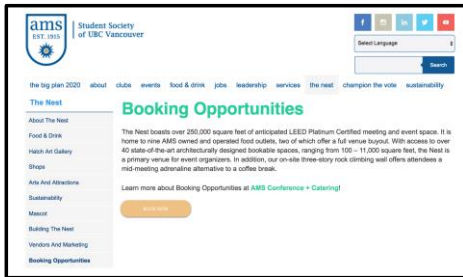 ams
EST. 1915
Student Society
of UBC
Vancouver
Select Language
Search
the big plan 2020 about clubs events food & drink jobs leadership services the nest champion the vote sustainability
The Nest
About The Nest
Food & Drink
Hatch Art Gallery
Shops
Arts And Attractions
Sustainability
Mascot
Building The Nest
Vendors And Marketing
Booking Opportunities
Booking Opportunities
The Nest boasts over 250,000 square feet of anticipated LEED Platinum Certified meeting and event space. It is
home to nine AMS owned and operated food outlets, two of which offer a full venue buyout. With access to over
40 state-of-the-art architecturally designed bookable spaces, ranging from 100 – 11,000 square feet, the Nest is
a primary venue for event organizers. In addition, our on-site three-story rock climbing wall offers attendees a
mid-meeting adrenaline alternative to a coffee break.
Learn more about Booking Opportunities at AMS Conference + Catering!
BOOK NOW